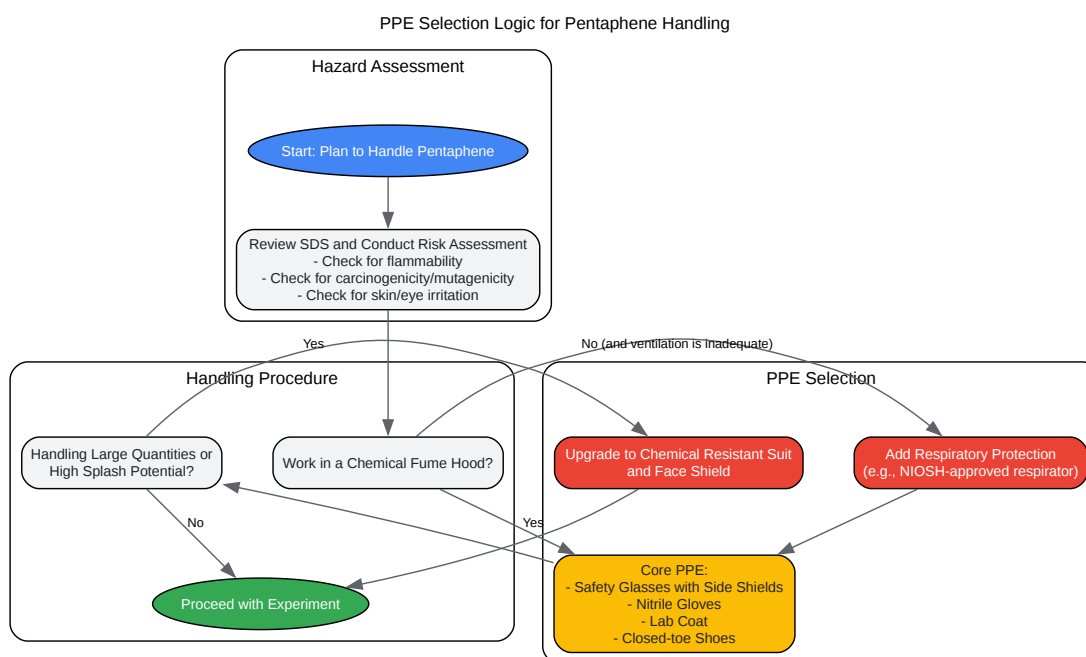 PPE Selection Logic for Pentaphene Handling
Hazard Assessment
Start: Plan to Handle Pentaphene
Review SDS and Conduct Risk Assessment
- Check for flammability
- Check for carcinogenicity/mutagenicity
- Check for skin/eye irritation
Yes
No (and ventilation is inadequate)
Handling Procedure
Handling Large Quantities or
High Splash Potential?
Work in a Chemical Fume Hood?
No
Yes
Proceed with Experiment
PPE Selection
Upgrade to Chemical Resistant Suit
and Face Shield
Add Respiratory Protection
(e.g., NIOSH-approved respirator)
Core PPE:
- Safety Glasses with Side Shields
- Nitrile Gloves
- Lab Coat
- Closed-toe Shoes